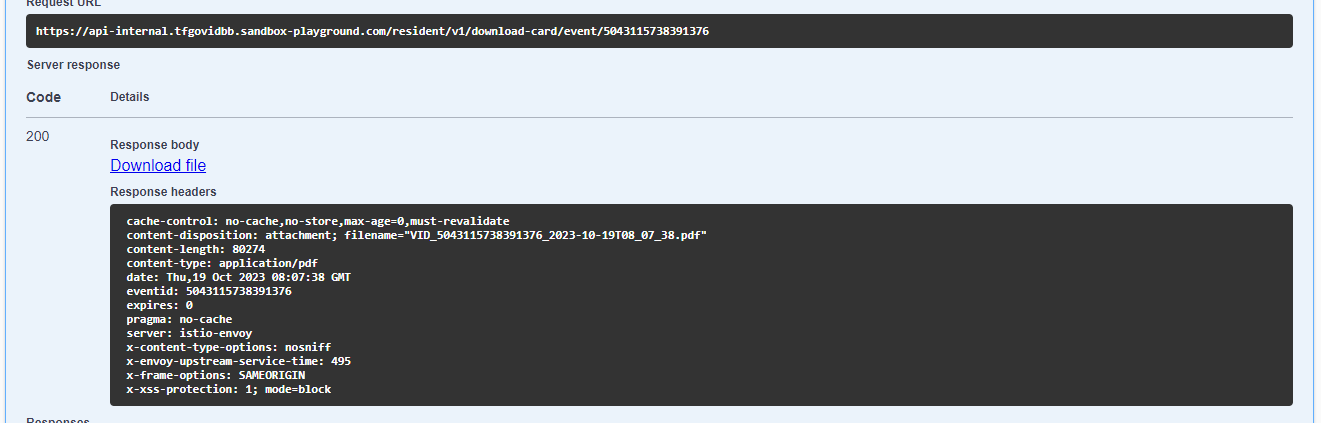 Request URL
https://api-internal.tfgovidbb.sandbox-playground.com/resident/v1/download-card/event/5043115738391376
Server response
Code Details
200
Response body
Download file
Response headers
cache-control: no-cache,no-store,max-age=0,must-revalidate
content-disposition: attachment; filename="VID_5043115738391376_2023-10-19T08_07_38.pdf"
content-length: 80274
content-type: application/pdf
date: Thu,19 Oct 2023 08:07:38 GMT
eventid: 5043115738391376
expires: 0
pragma: no-cache
server: istio-envoy
x-content-type-options: nosniff
x-envoy-upstream-service-time: 495
x-frame-options: SAMEORIGIN
x-xss-protection: 1; mode=block
Responses